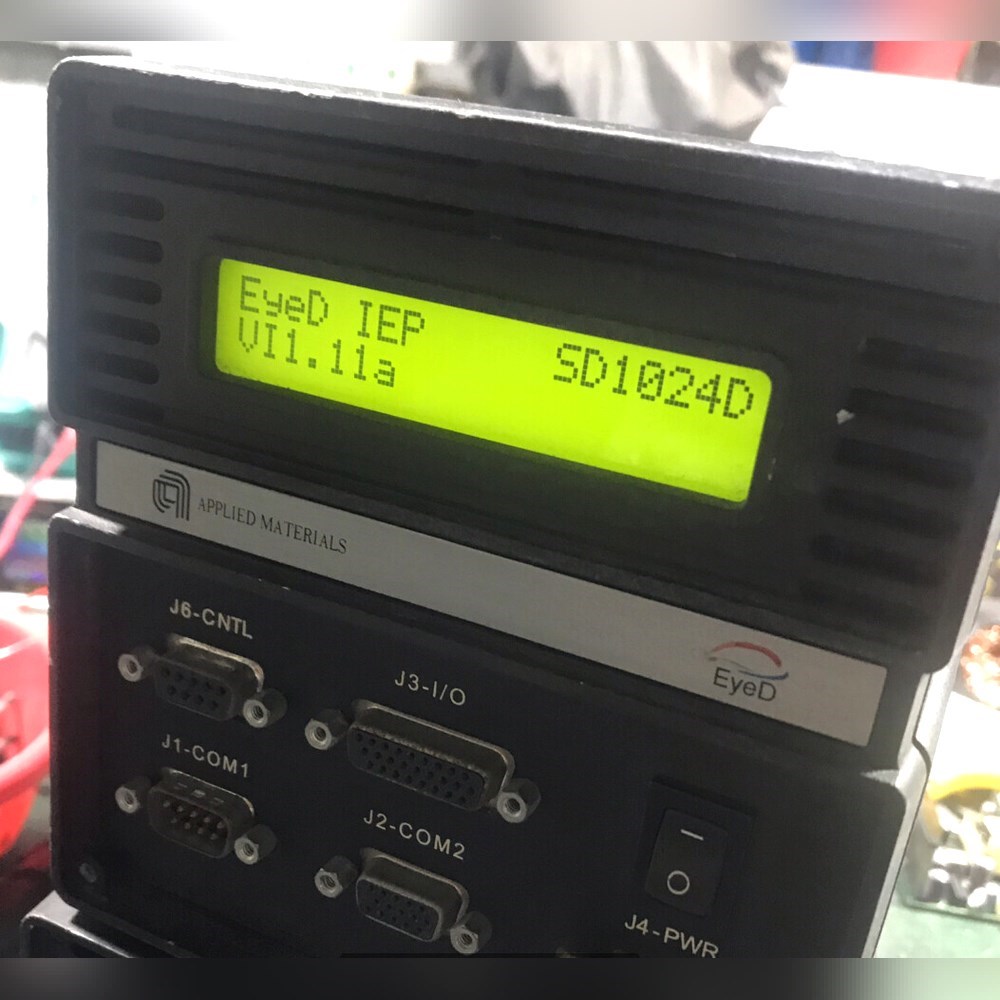 EyeD IEP
SD1024D
VI1.11a
APPLIED MATERIALS
EyeD
J6-CNTL
J3-I/O
J1-COM1
J2-COM2
J4-PWR